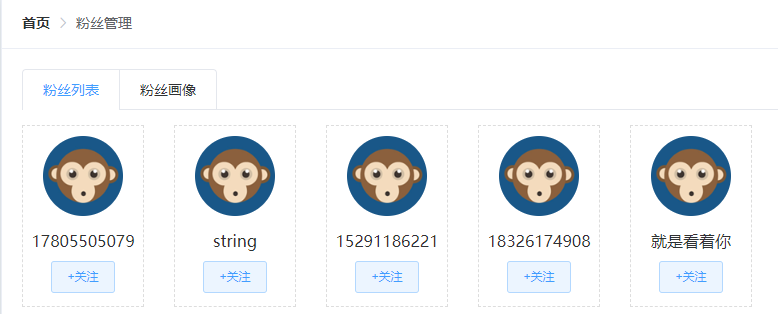 首页 > 粉丝管理
粉丝列表 粉丝画像
17805505079 string 15291186221 18326174908 就是看着你
+关注 +关注 +关注 +关注 +关注